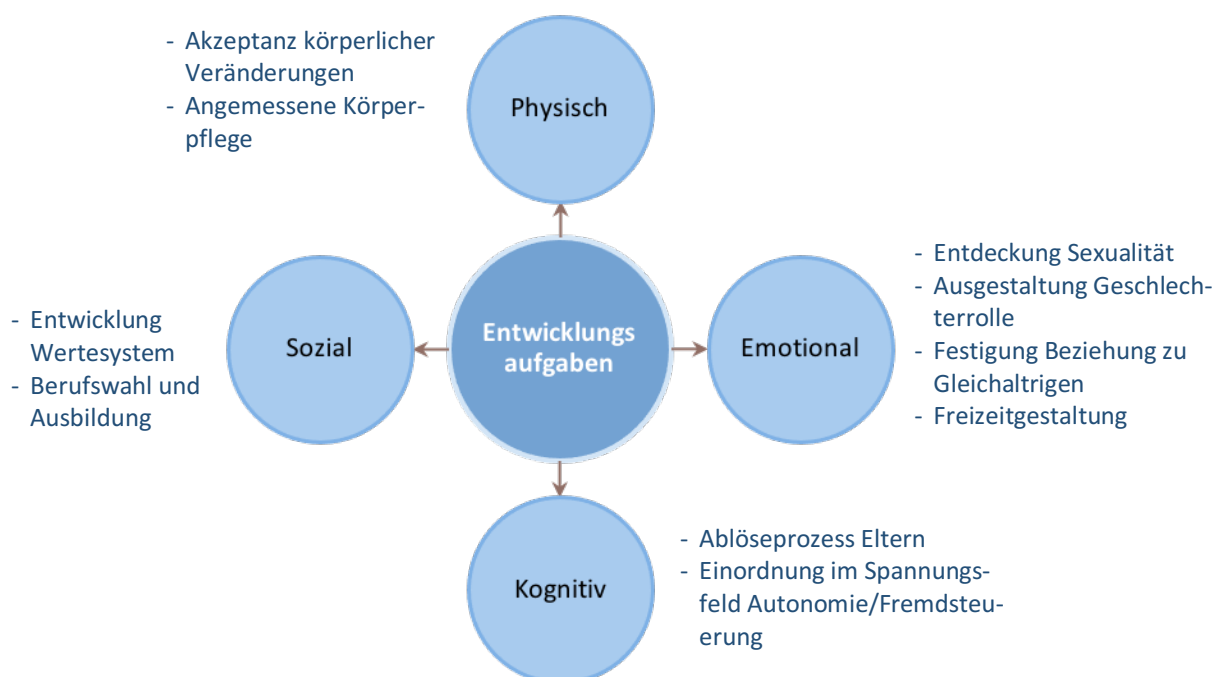 - Akzeptanz körperlicher
Veränderungen
- Angemessene Körper-
pflege
Physisch
- Entwicklung
Wertesystem
- Berufswahl und
Ausbildung
Sozial
Entwicklungs
aufgaben
Emotional
- Entdeckung Sexualität
- Ausgestaltung Geschlech-
terrolle
- Festigung Beziehung zu
Gleichaltrigen
- Freizeitgestaltung
Kognitiv
- Ablöseprozess Eltern
- Einordnung im Spannungs-
feld Autonomie/Fremdsteu-
erung